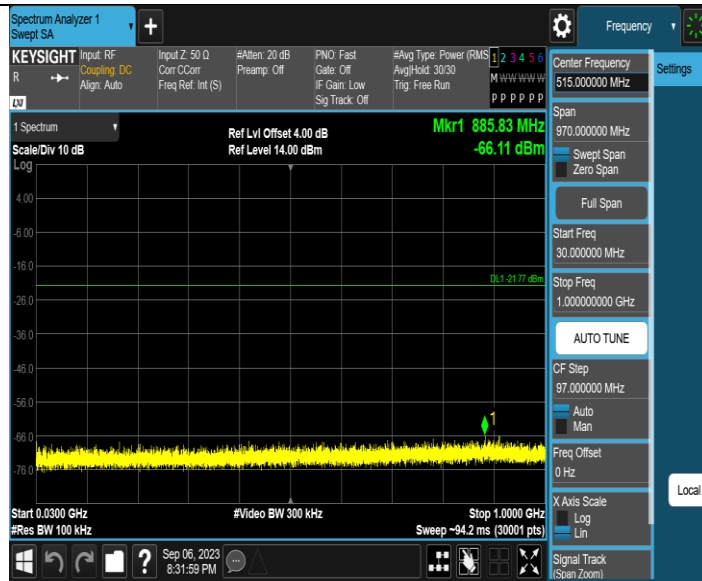 Spectrum Analyzer 1
Swept SA
Frequency
KEYSIGHT
R
LXI
Input: RF
Coupling: DC
Align: Auto
Input Z: 50 Ω
Corr CCorr
Freq Ref: Int (S)
#Atten: 20 dB
Preamp: Off
PNO: Fast
Gate: Off
IF Gain: Low
Sig Track: Off
#Avg Type: Power (RMS
Avg|Hold: 30/30
Trig: Free Run
1 2 3 4 5 6
M W W W W W
P P P P P P
1 Spectrum
Scale/Div 10 dB
Log
Ref Lvl Offset 4.00 dB
Ref Level 14.00 dBm
Mkr1 885.83 MHz
-66.11 dBm
4.00
-6.00
-16.0
DL1 -21.77 dBm
-26.0
-36.0
-46.0
-56.0
1
-66.0
-76.0
Start 0.0300 GHz
#Res BW 100 kHz
#Video BW 300 kHz
Stop 1.0000 GHz
Sweep ~94.2 ms (30001 pts)
?
Sep 06, 2023
8:31:59 PM
Center Frequency
515.000000 MHz
Span
970.000000 MHz
Swept Span
Zero Span
Full Span
Start Freq
30.000000 MHz
Stop Freq
1.000000000 GHz
AUTO TUNE
CF Step
97.000000 MHz
Auto
Man
Freq Offset
0 Hz
X Axis Scale
Log
Lin
Signal Track
(Span Zoom)
Settings
Local